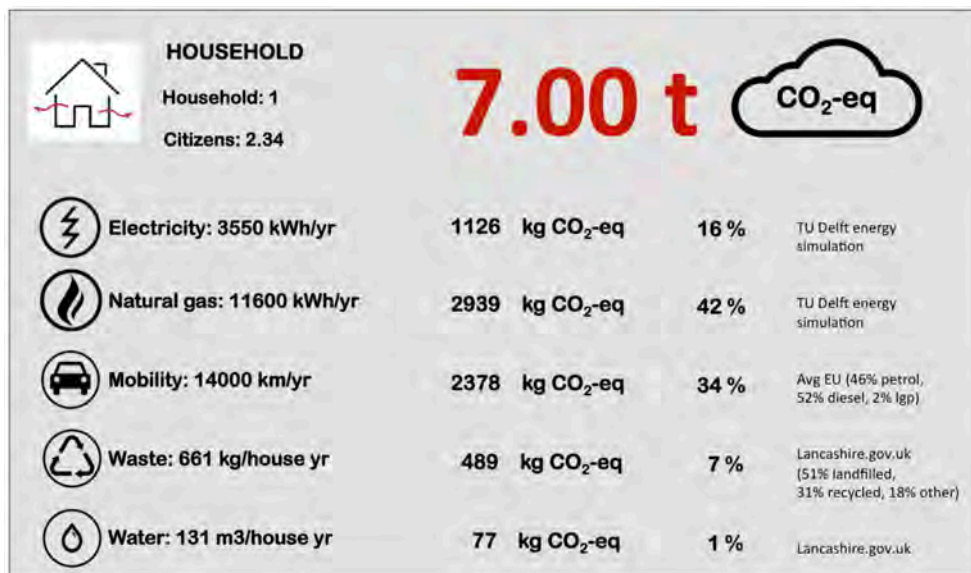 HOUSEHOLD
Household: 1
Citizens: 2.34
7.00 t
CO₂-eq
Electricity: 3550 kWh/yr 1126 kg CO₂-eq 16 % TU Delft energy
simulation
Natural gas: 11600 kWh/yr 2939 kg CO₂-eq 42 % TU Delft energy
simulation
Mobility: 14000 km/yr 2378 kg CO₂-eq 34 % Avg EU (46% petrol,
52% diesel, 2% lgp)
Waste: 661 kg/house yr 489 kg CO₂-eq 7 % Lancashire.gov.uk
(51% landfilled,
31% recycled, 18% other)
Water: 131 m3/house yr 77 kg CO₂-eq 1 % Lancashire.gov.uk